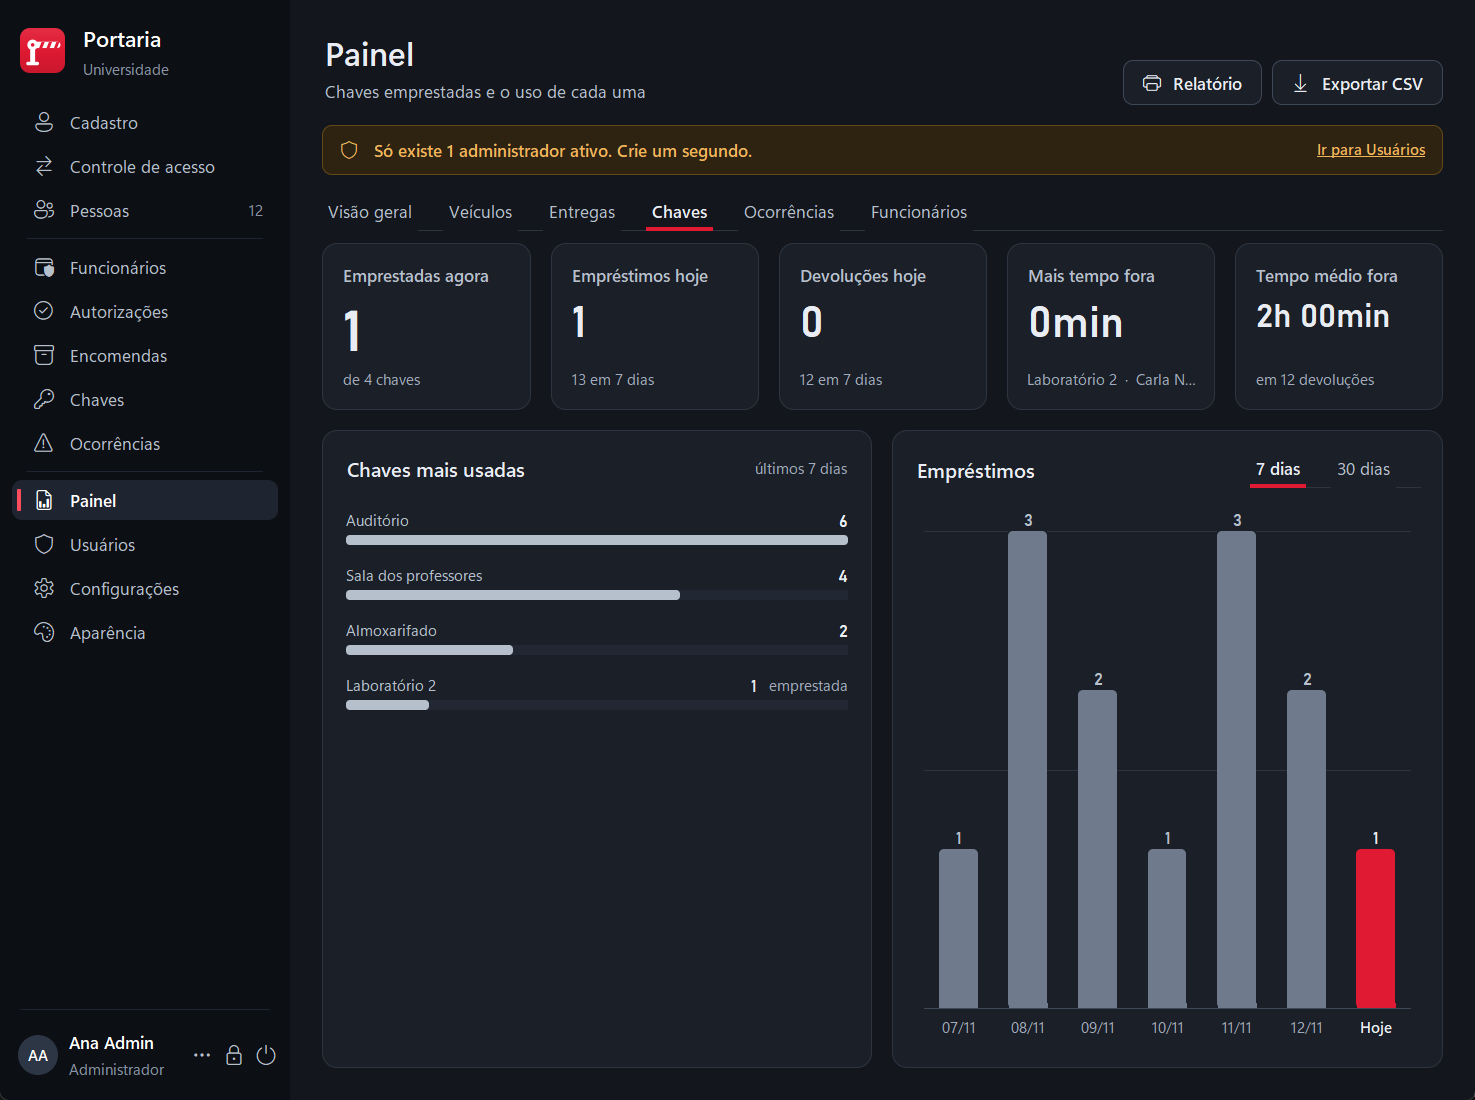 Portaria
Universidade
Cadastro
Controle de acesso
Pessoas 12
Funcionários
Autorizações
Encomendas
Chaves
Ocorrências
Painel
Usuários
Configurações
Aparência
AA
Ana Admin
Administrador
Painel
Chaves emprestadas e o uso de cada uma
Relatório
Exportar CSV
Só existe 1 administrador ativo. Crie um segundo.
Ir para Usuários
Visão geral Veículos Entregas Chaves Ocorrências Funcionários
Emprestadas agora
1
de 4 chaves
Empréstimos hoje
1
13 em 7 dias
Devoluções hoje
0
12 em 7 dias
Mais tempo fora
0min
Laboratório 2 · Carla N...
Tempo médio fora
2h 00min
em 12 devoluções
Chaves mais usadas
últimos 7 dias
Auditório 6
Sala dos professores 4
Almoxarifado 2
Laboratório 2 1 emprestada
Empréstimos
7 dias 30 dias
1 3 2 1 3 2 1
07/11 08/11 09/11 10/11 11/11 12/11 Hoje